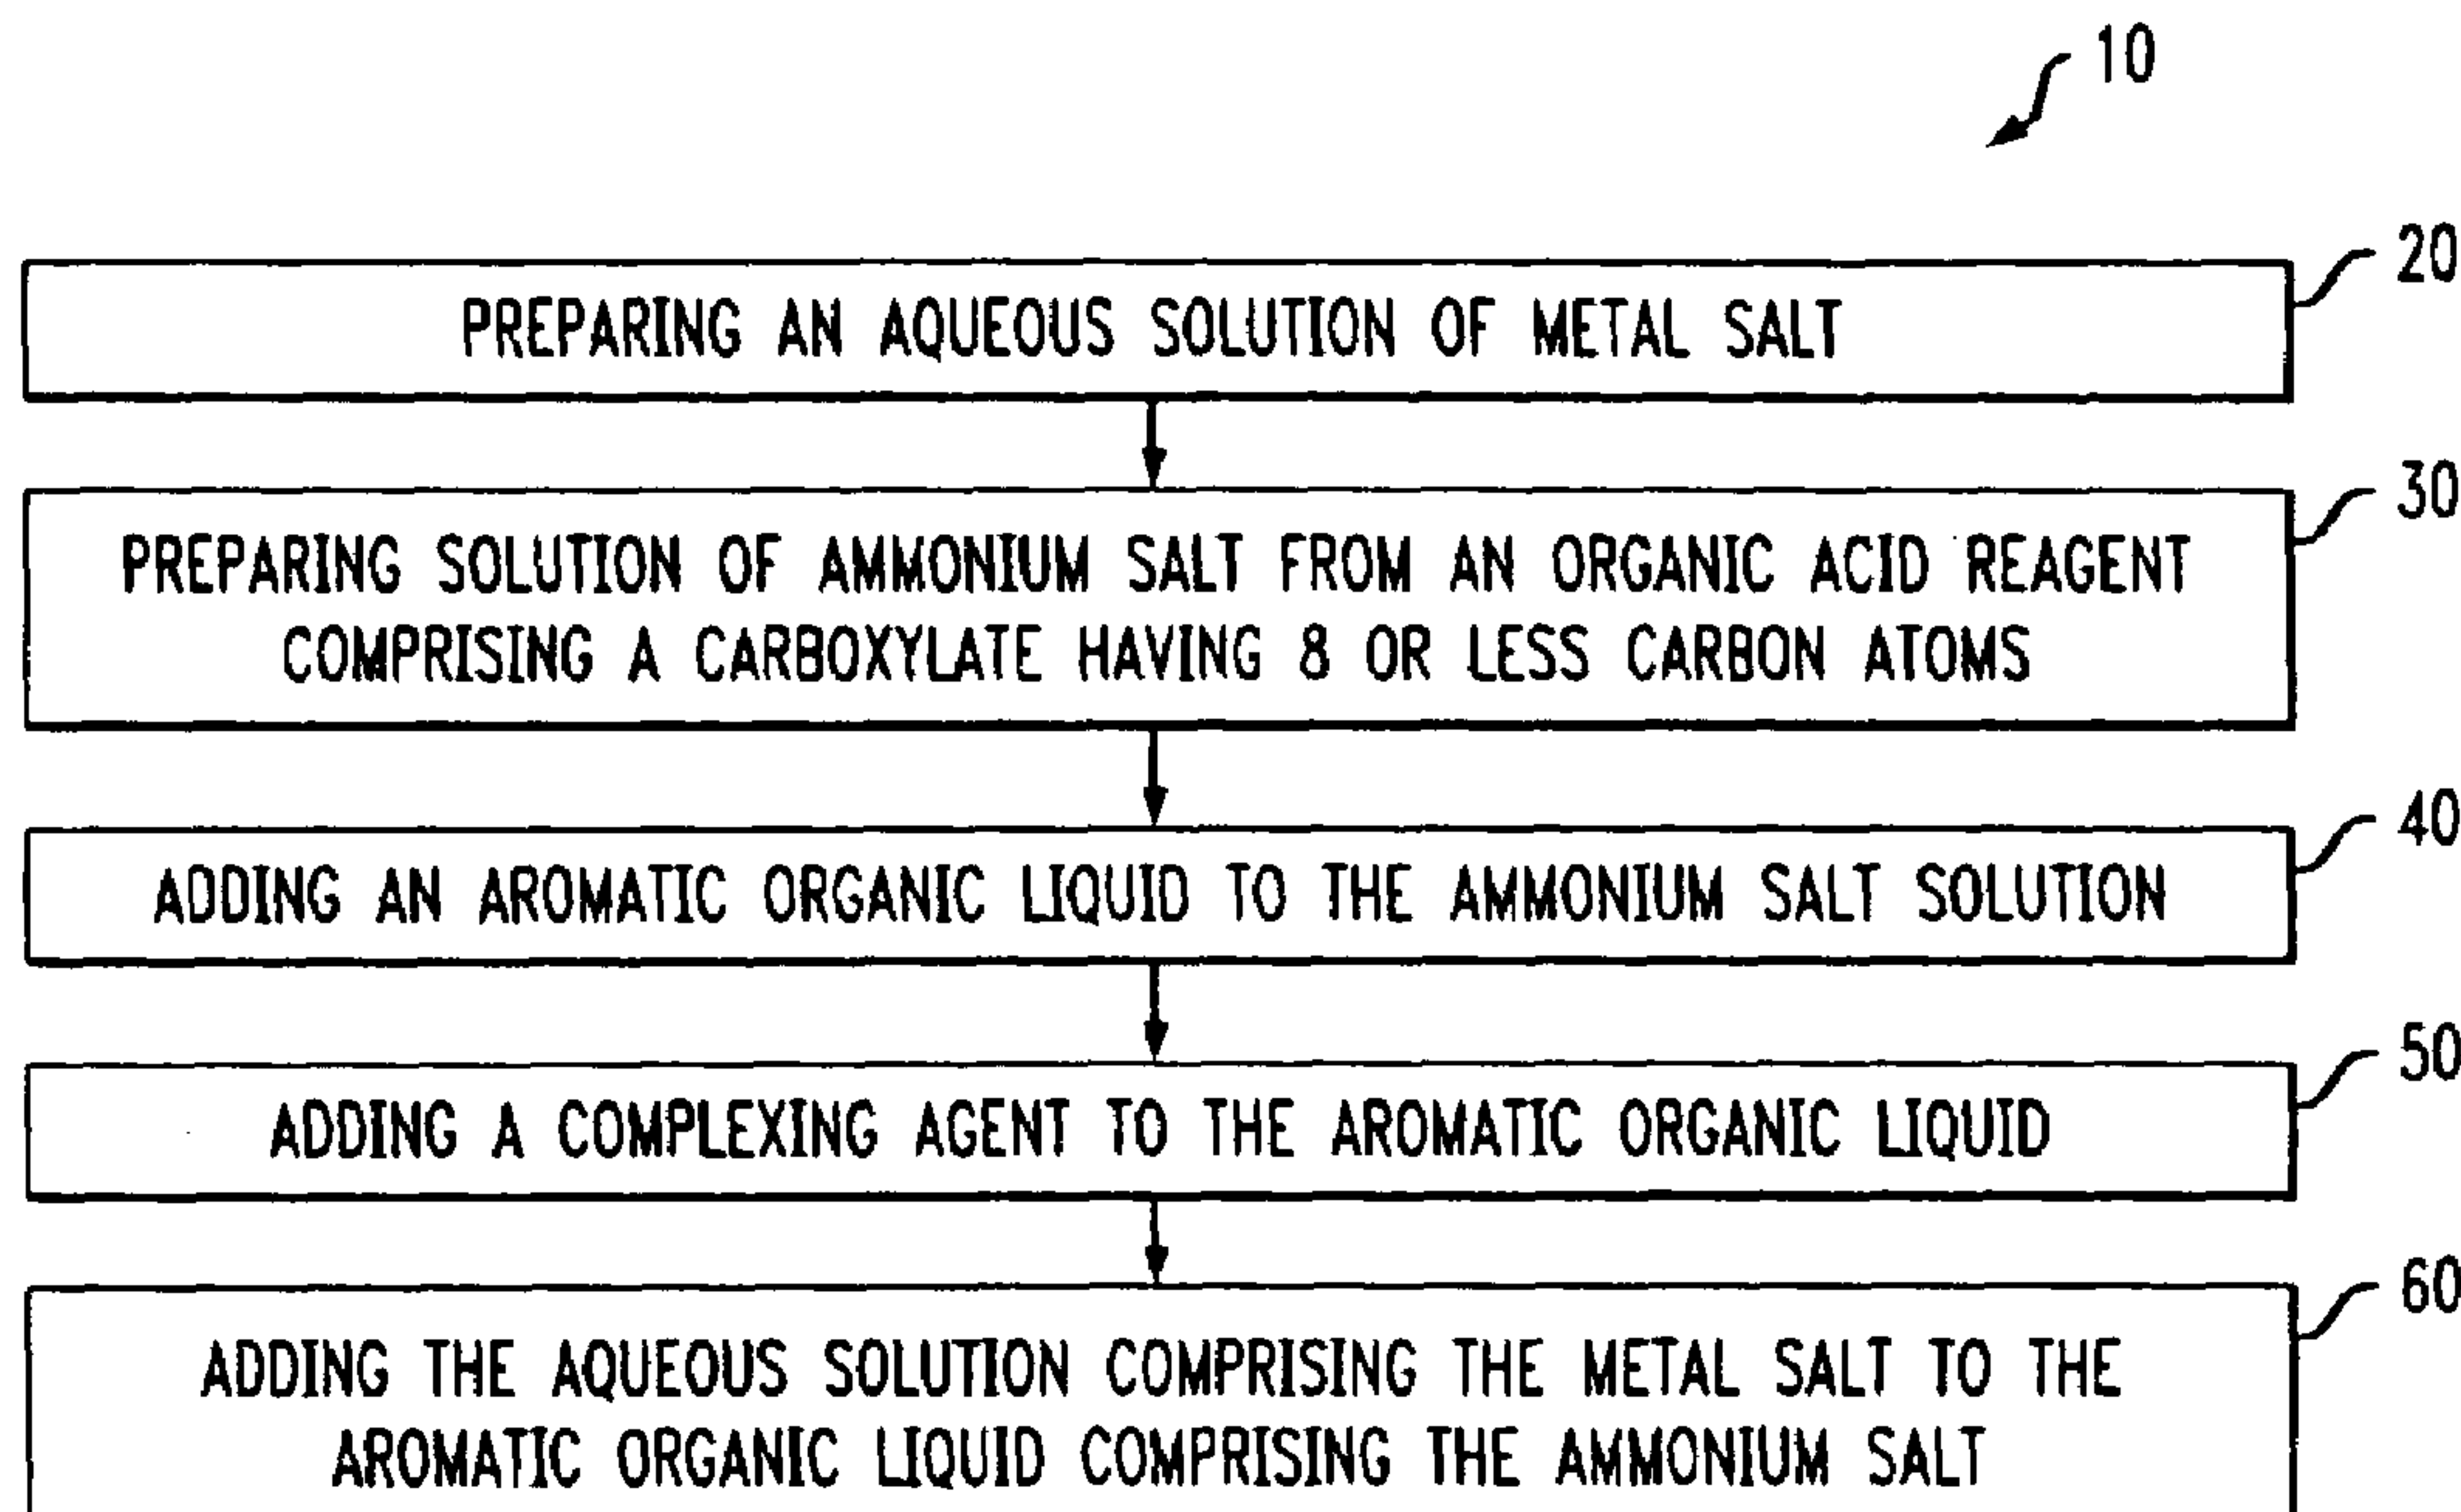 10
20
PREPARING AN AQUEOUS SOLUTION OF METAL SALT
30
PREPARING SOLUTION OF AMMONIUM SALT FROM AN ORGANIC ACID REAGENT
COMPRISING A CARBOXYLATE HAVING 8 OR LESS CARBON ATOMS
40
ADDING AN AROMATIC ORGANIC LIQUID TO THE AMMONIUM SALT SOLUTION
50
ADDING A COMPLEXING AGENT TO THE AROMATIC ORGANIC LIQUID
60
ADDING THE AQUEOUS SOLUTION COMPRISING THE METAL SALT TO THE
AROMATIC ORGANIC LIQUID COMPRISING THE AMMONIUM SALT